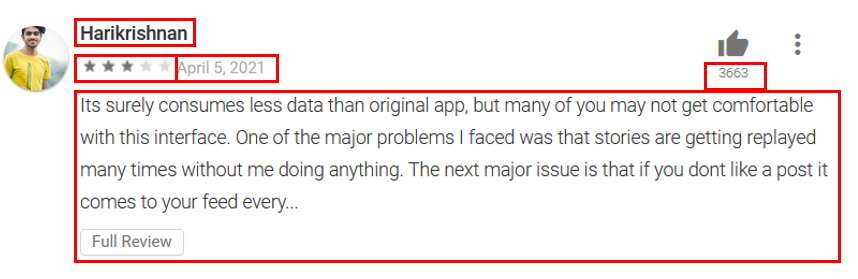 Harikrishnan
April 5, 2021
3663
Its surely consumes less data than original app, but many of you may not get comfortable
with this interface. One of the major problems I faced was that stories are getting replayed
many times without me doing anything. The next major issue is that if you dont like a post it
comes to your feed every...
Full Review